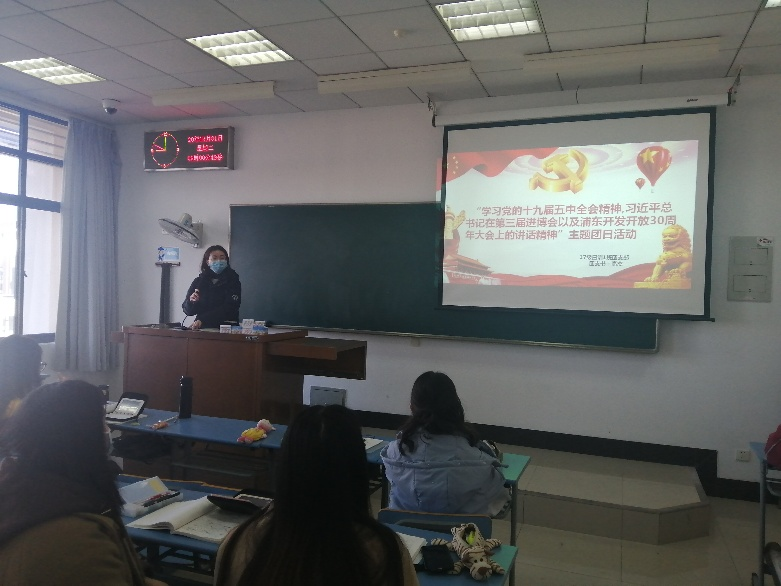 “学习党的十九届五中全会精神,习近平总
书记在第三届进博会以及浦东开发开放30周
年大会上的讲话精神”主题团日活动